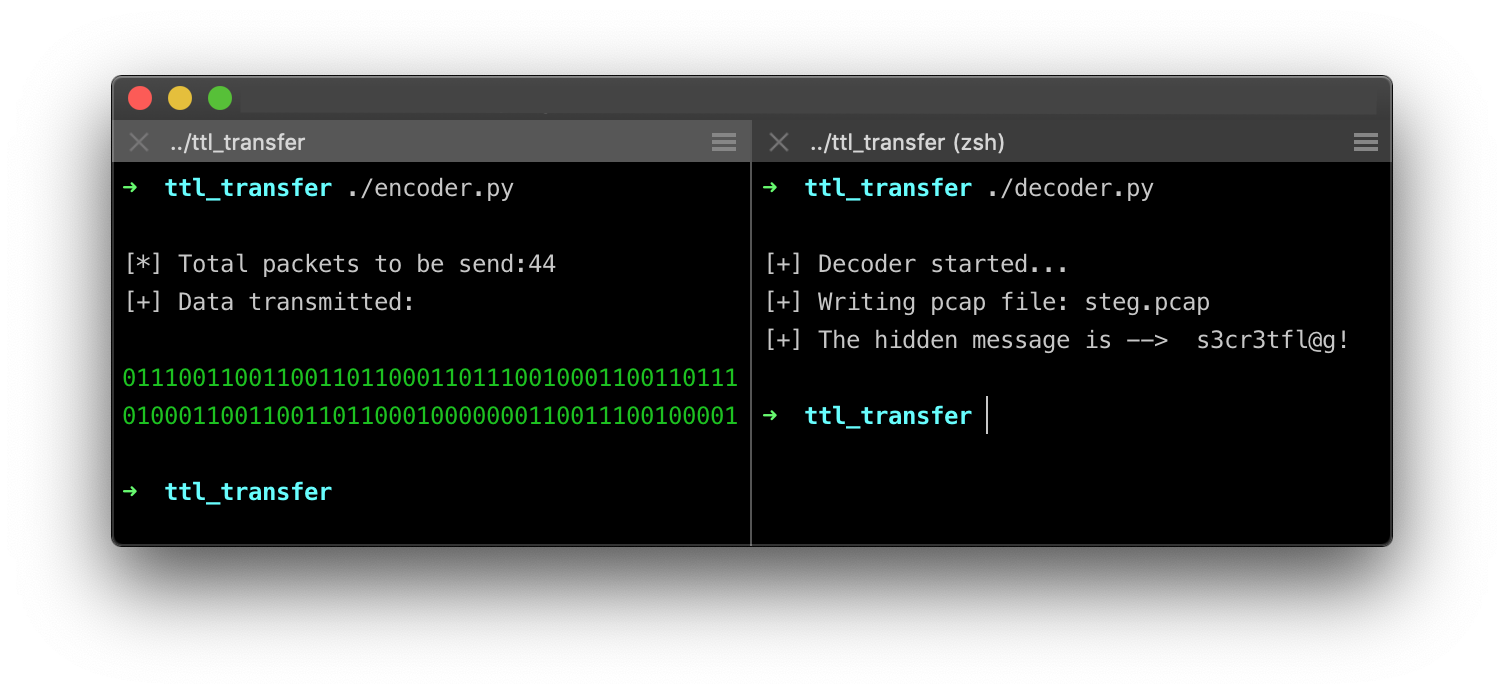 ../ttl_transfer
➜ ttl_transfer ./encoder.py
[*] Total packets to be send:44
[+] Data transmitted:
01110011001100110110001101110010001100110111
01000110011001101100010000000110011100100001
➜ ttl_transfer
../ttl_transfer (zsh)
➜ ttl_transfer ./decoder.py
[+] Decoder started...
[+] Writing pcap file: steg.pcap
[+] The hidden message is --> s3cr3tfl@g!
➜ ttl_transfer